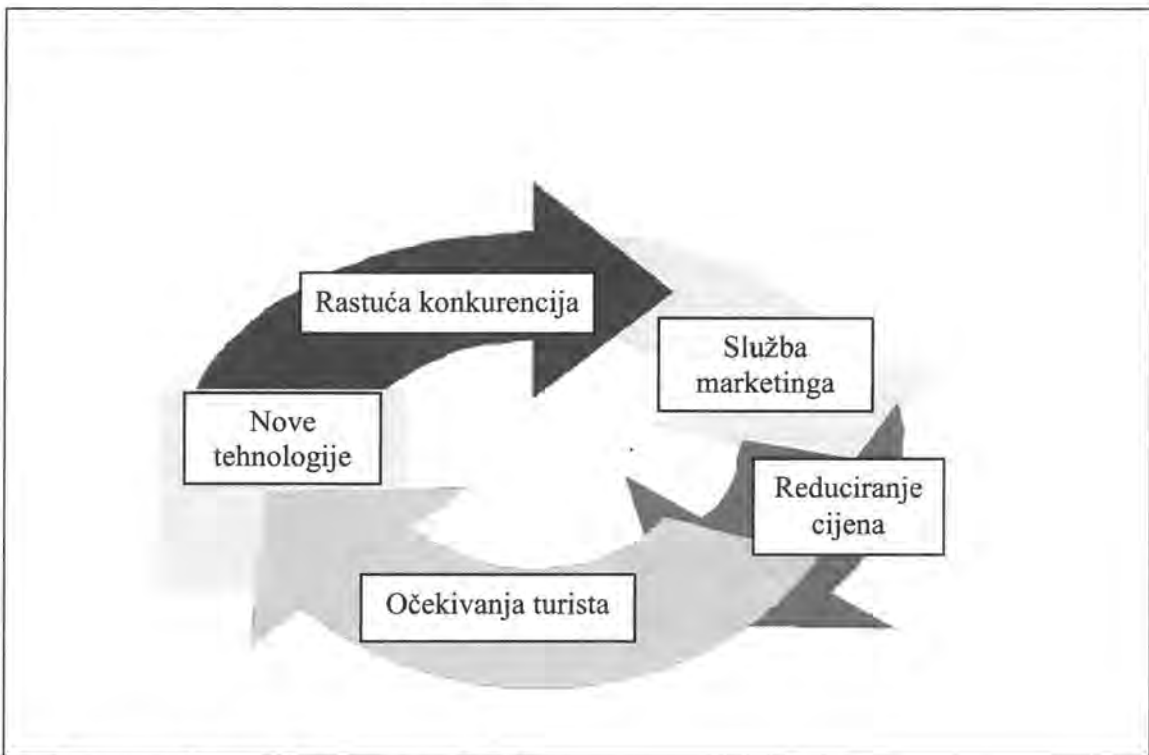 Rastuća konkurencija
Služba
marketinga
Nove
tehnologije
Reduciranje
cijena
Očekivanja turista